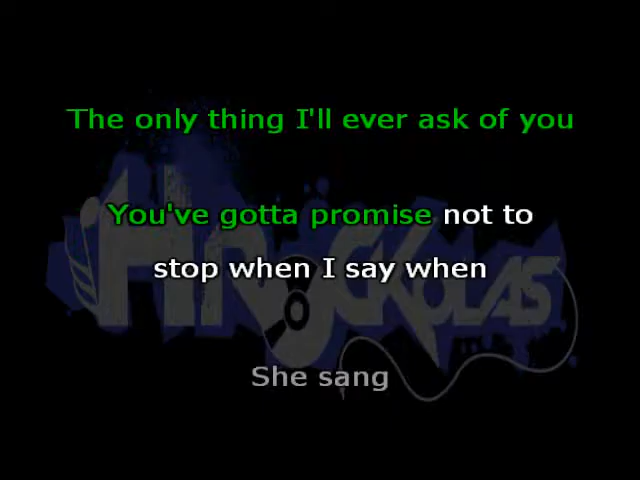 The only thing I'll ever ask of you
You've gotta promise not to
stop when I say when
HROCKOLAS
She sang